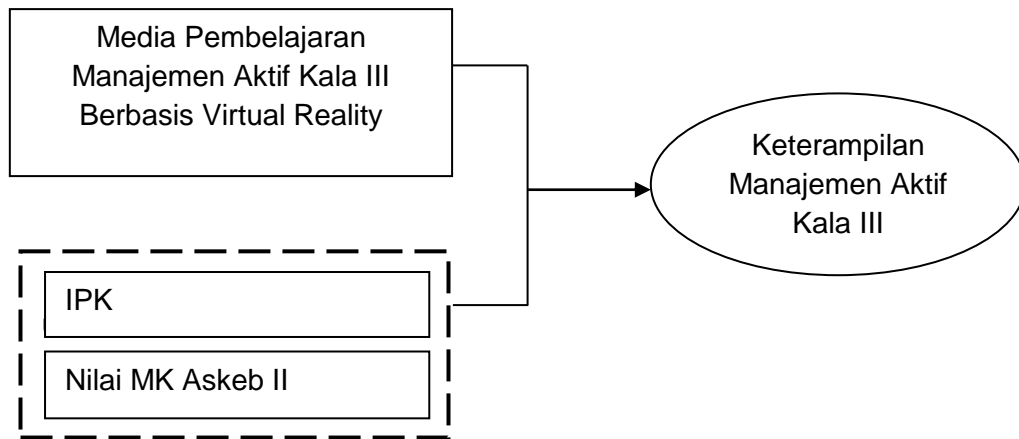 Media Pembelajaran
Manajemen Aktif Kala III
Berbasis Virtual Reality
Keterampilan
Manajemen Aktif
Kala III
IPK
Nilai MK Askeb II